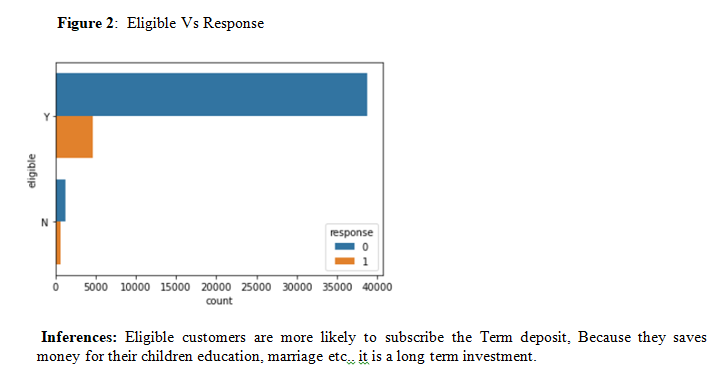 Figure 2:  Eligible Vs Response
Y
eligible
N
response
0
1
0 5000 10000 15000 20000 25000 30000 35000 40000
count
Inferences: Eligible customers are more likely to subscribe the Term deposit, Because they saves
money for their children education, marriage etc,, it is a long term investment.